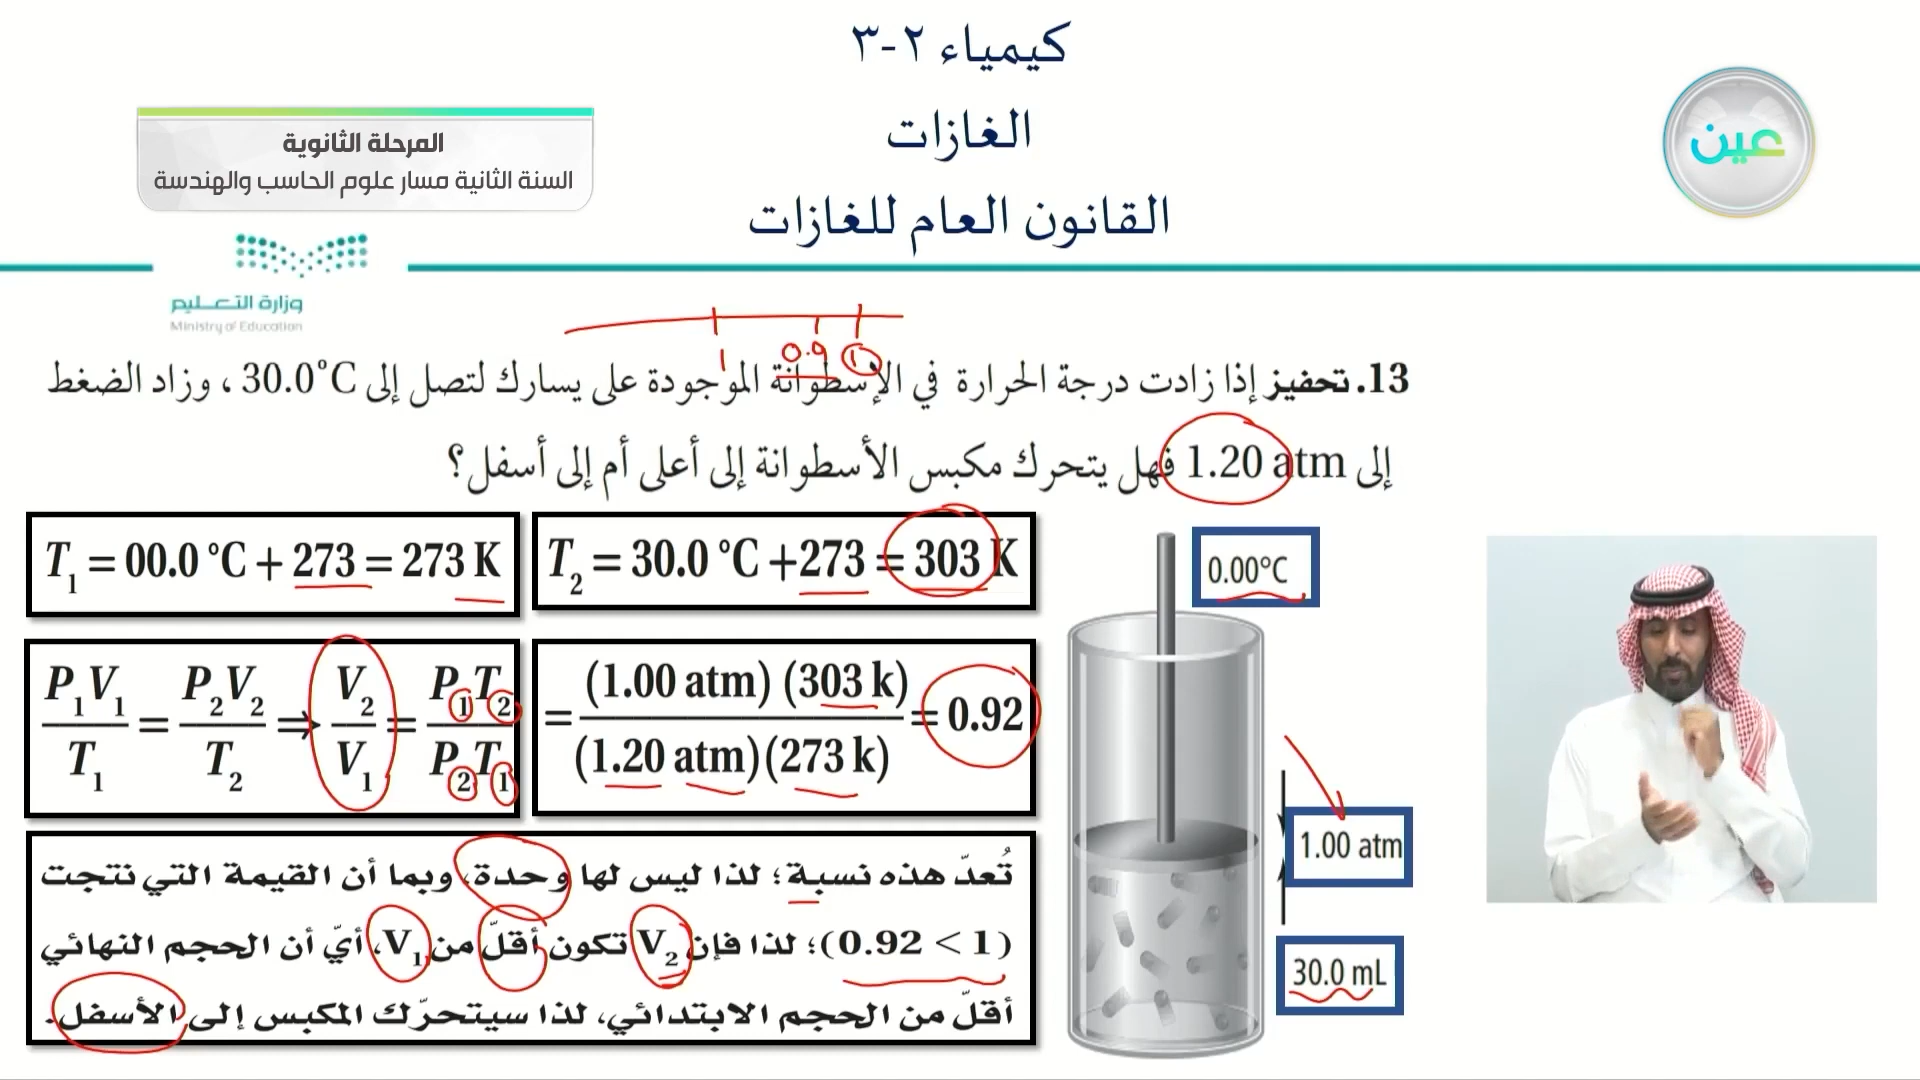 كيمياء ٢-٣
الغازات
القانون العام للغازات
عين
المرحلة الثانوية
السنة الثانية مسار علوم الحاسب والهندسة
وزارة التعليم
Ministry of Education
1 0.9 1
13. تحفيز إذا زادت درجة الحرارة في الإسطوانة الموجودة على يسارك لتصل إلى 30.0°C ، وزاد الضغط
إلى 1.20 atm فهل يتحرك مكبس الأسطوانة إلى أعلى أم إلى أسفل؟
T₁ = 00.0 °C + 273 = 273 K
T₂ = 30.0 °C +273 = 303 K
P₁V₁/T₁ = P₂V₂/T₂ ⇒ V₂/V₁ = P₁T₂/P₂T₁
= (1.00 atm) (303 k)/(1.20 atm)(273 k) = 0.92
تُعدّ هذه نسبة؛ لذا ليس لها وحدة، وبما أن القيمة التي نتجت
(0.92 < 1)؛ لذا فإن V₂ تكون أقلّ من V₁، أيّ أن الحجم النهائي
أقلّ من الحجم الابتدائي، لذا سيتحرّك المكبس إلى الأسفل.
0.00°C
1.00 atm
30.0 mL